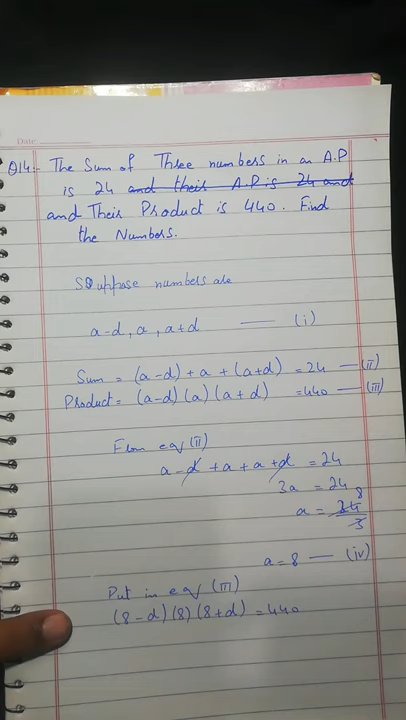 Date:
Q14:- The Sum of Three numbers in an A.P
is 24 and their A.P is 24 and
and Their Product is 440. Find
the Numbers.
Suppose numbers are
a-d, a, a+d —— (i)
Sum = (a-d) + a + (a+d) = 24 —(ii)
Product = (a-d) (a) (a+d) =440 —(iii)
From eq (ii)
a-d + a + a + d = 24
3a = 24
a = 24/3 8
a=8 — (iv)
Put in eq (iii)
(8-d) (8) (8+d) = 440